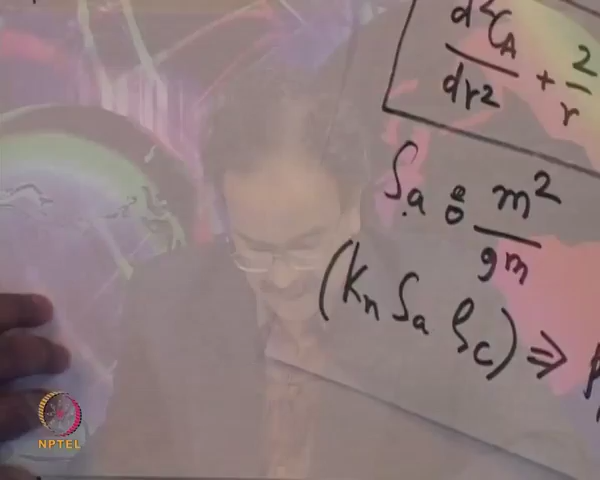 d²C_A/dr² + 2/r
S_a : m²/gm
(K_n S_a ρ_c) ⇒
NPTEL